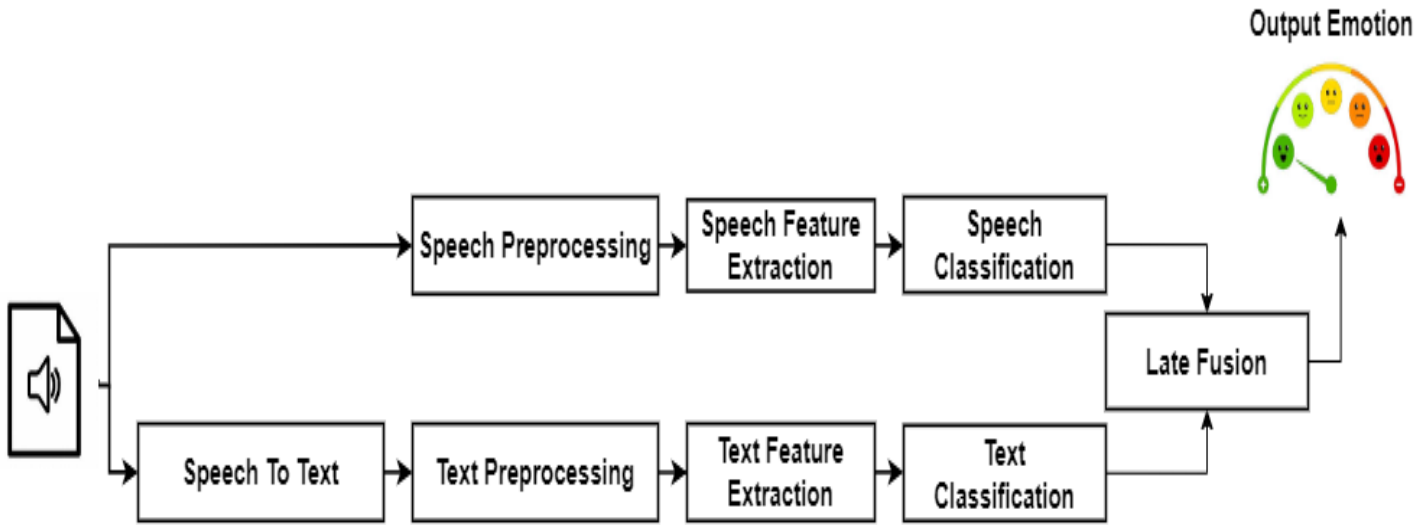 Output Emotion
Speech Preprocessing
Speech Feature
Extraction
Speech
Classification
Late Fusion
Speech To Text
Text Preprocessing
Text Feature
Extraction
Text
Classification